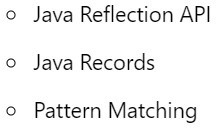 Java Reflection API
Java Records
Pattern Matching